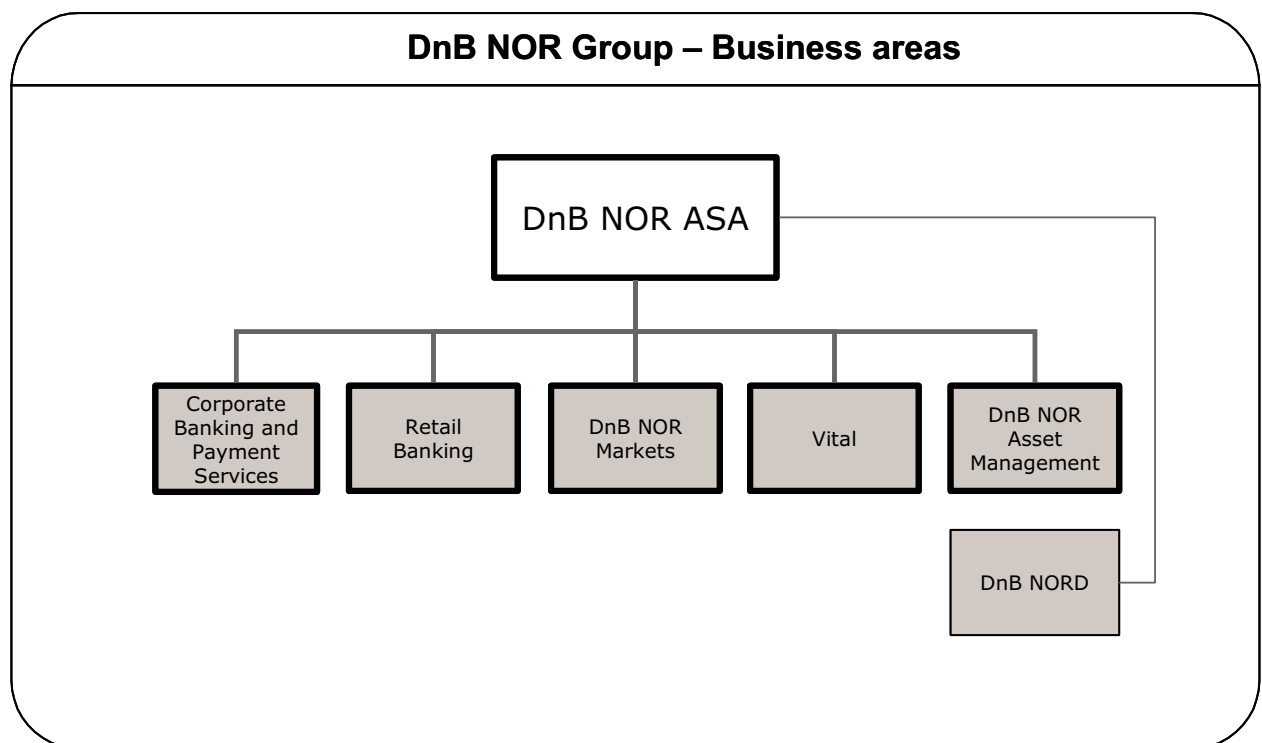 DnB NOR Group – Business areas
DnB NOR ASA
Corporate
Banking and
Payment
Services
Retail
Banking
DnB NOR
Markets
Vital
DnB NOR
Asset
Management
DnB NORD